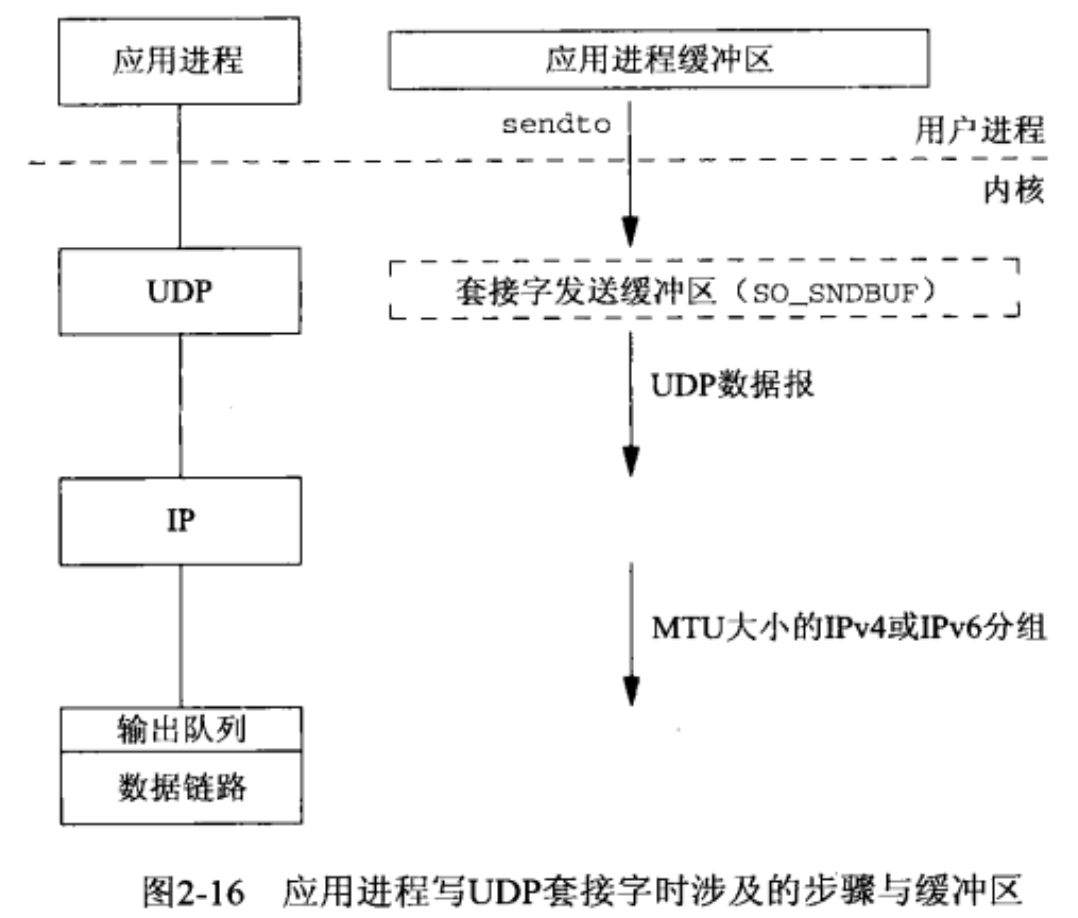 应用进程
应用进程缓冲区
sendto
用户进程
内核
UDP
套接字发送缓冲区（SO_SNDBUF）
UDP数据报
IP
MTU大小的IPv4或IPv6分组
输出队列
数据链路
图2-16 应用进程写UDP套接字时涉及的步骤与缓冲区